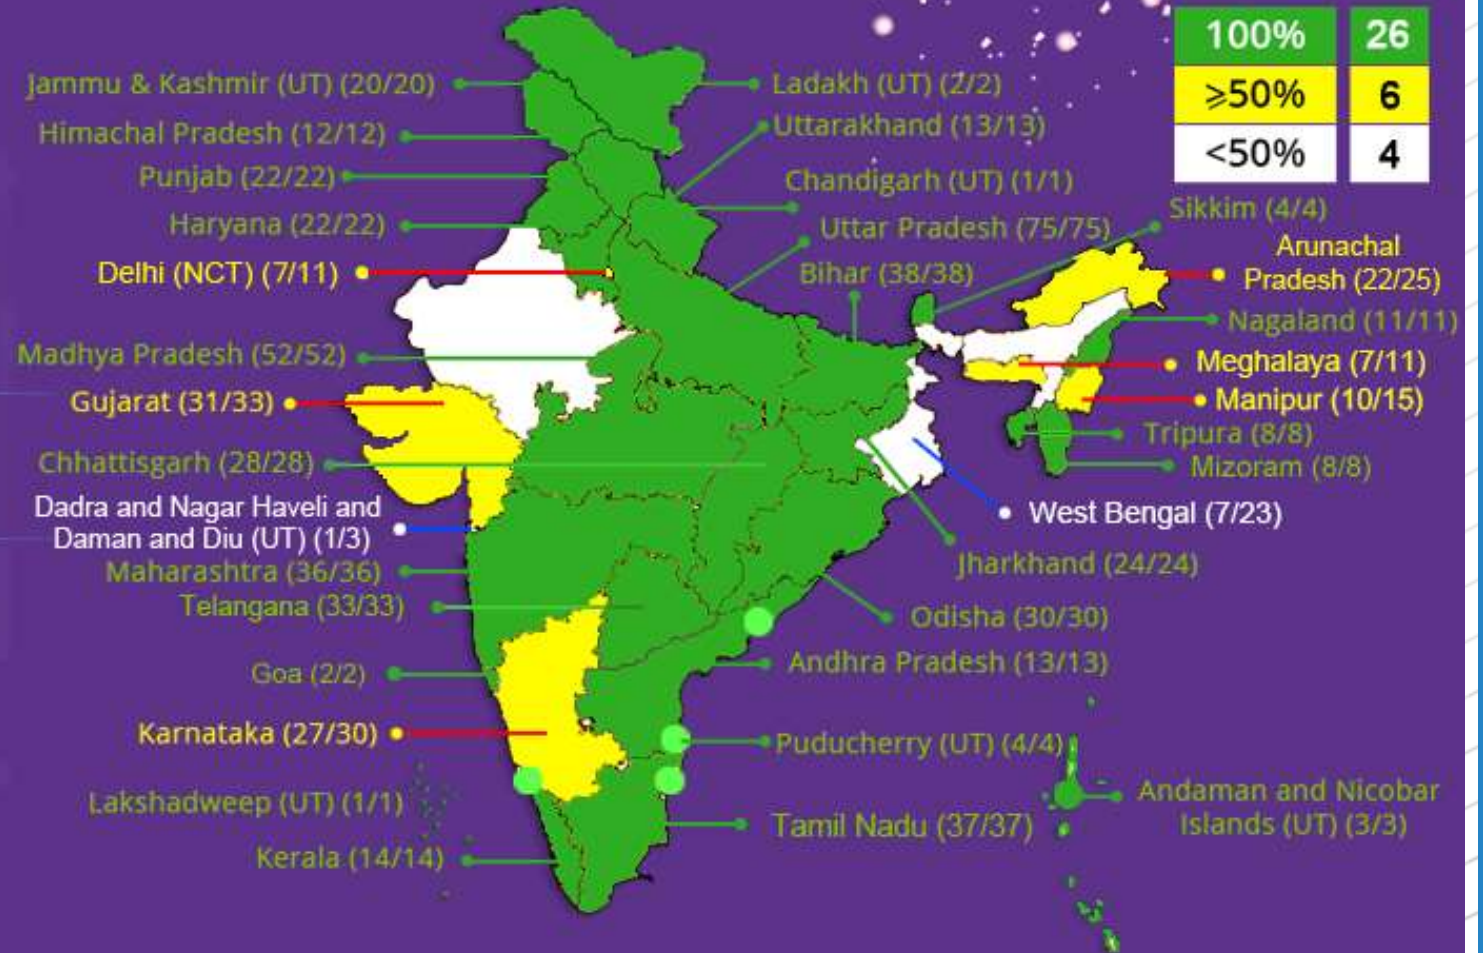 100% 26
≥50% 6
<50% 4
Jammu & Kashmir (UT) (20/20)
Ladakh (UT) (2/2)
Himachal Pradesh (12/12)
Uttarakhand (13/13)
Punjab (22/22)
Chandigarh (UT) (1/1)
Haryana (22/22)
Uttar Pradesh (75/75)
Sikkim (4/4)
Delhi (NCT) (7/11)
Bihar (38/38)
Arunachal
Pradesh (22/25)
Nagaland (11/11)
Madhya Pradesh (52/52)
Meghalaya (7/11)
Gujarat (31/33)
Manipur (10/15)
Tripura (8/8)
Chhattisgarh (28/28)
Mizoram (8/8)
Dadra and Nagar Haveli and
Daman and Diu (UT) (1/3)
West Bengal (7/23)
Maharashtra (36/36)
Jharkhand (24/24)
Telangana (33/33)
Odisha (30/30)
Goa (2/2)
Andhra Pradesh (13/13)
Karnataka (27/30)
Puducherry (UT) (4/4)
Lakshadweep (UT) (1/1)
Andaman and Nicobar
Islands (UT) (3/3)
Tamil Nadu (37/37)
Kerala (14/14)